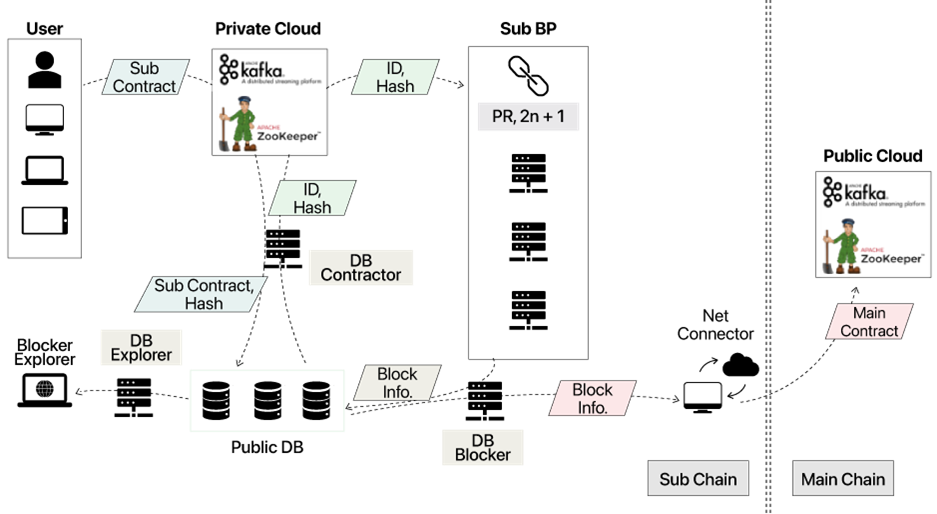 User
Private Cloud
Sub BP
Sub
Contract
kafka
A distributed streaming platform
APACHE
ZooKeeper™
ID,
Hash
PR, 2n + 1
ID,
Hash
DB
Contractor
Sub Contract,
Hash
Public Cloud
kafka
A distributed streaming platform
APACHE
ZooKeeper™
Main
Contract
Net
Connector
Blocker
Explorer
DB
Explorer
Block
Info.
Block
Info.
Public DB
DB
Blocker
Sub Chain
Main Chain